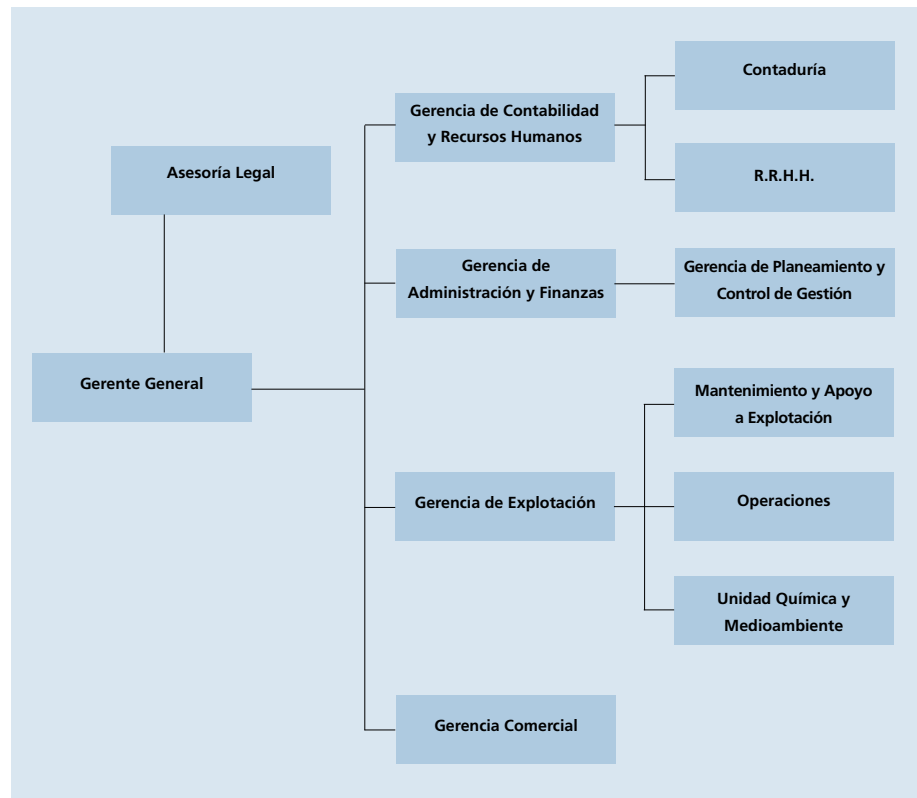 Asesoría Legal
Gerente General
Gerencia de Contabilidad
y Recursos Humanos
Contaduría
R.R.H.H.
Gerencia de
Administración y Finanzas
Gerencia de Planeamiento y
Control de Gestión
Gerencia de Explotación
Mantenimiento y Apoyo
a Explotación
Operaciones
Unidad Química y
Medioambiente
Gerencia Comercial